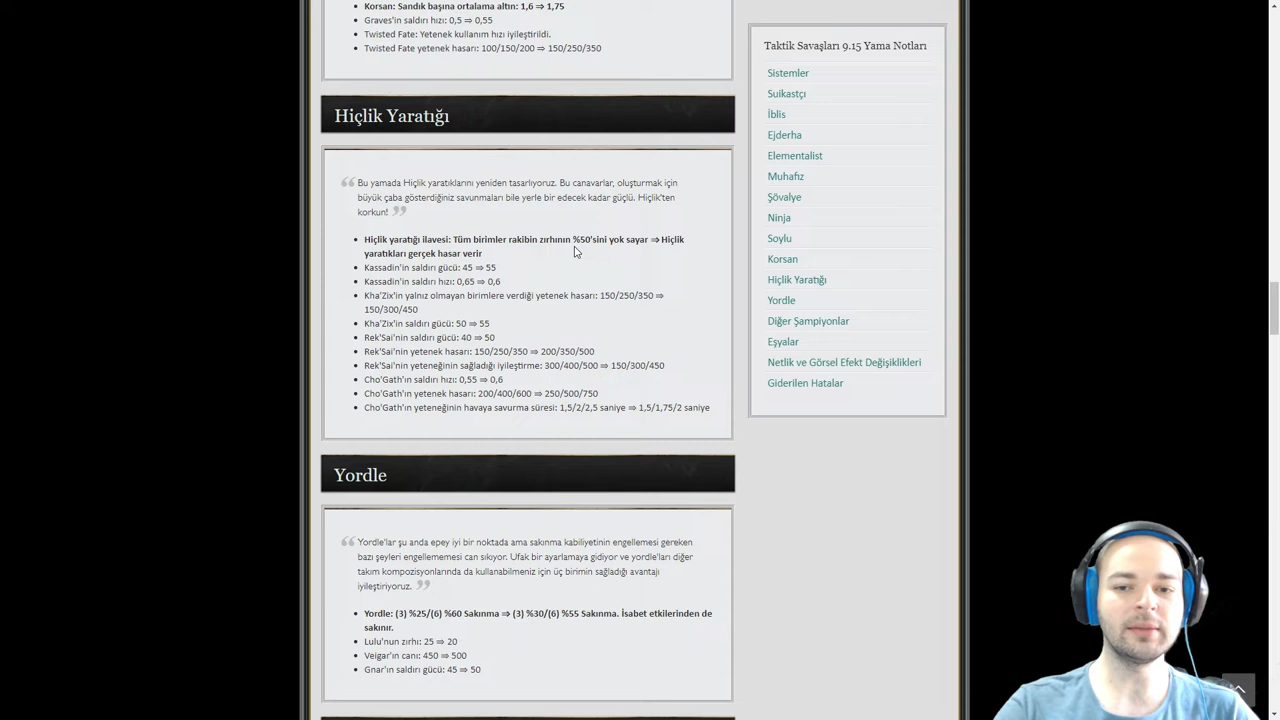 Korsan: Sandık başına ortalama altın: 1,6 ⇒ 1,75
Graves'in saldırı hızı: 0,5 ⇒ 0,55
Twisted Fate: Yetenek kullanım hızı iyileştirildi.
Twisted Fate yetenek hasarı: 100/150/200 ⇒ 150/250/350
Hiçlik Yaratığı
Bu yamada Hiçlik yaratıklarını yeniden tasarlıyoruz. Bu canavarlar, oluşturmak için
büyük çaba gösterdiğiniz savunmaları bile yerle bir edecek kadar güçlü. Hiçlik'ten
korkun!
Hiçlik yaratığı ilavesi: Tüm birimler rakibin zırhının %50'sini yok sayar ⇒ Hiçlik
yaratıkları gerçek hasar verir
Kassadin'in saldırı gücü: 45 ⇒ 55
Kassadin'in saldırı hızı: 0,65 ⇒ 0,6
Kha'Zix'in yalnız olmayan birimlere verdiği yetenek hasarı: 150/250/350 ⇒
150/300/450
Kha'Zix'in saldırı gücü: 50 ⇒ 55
Rek'Sai'nin saldırı gücü: 40 ⇒ 50
Rek'Sai'nin yetenek hasarı: 150/250/350 ⇒ 200/350/500
Rek'Sai'nin yeteneğinin sağladığı iyileştirme: 300/400/500 ⇒ 150/300/450
Cho'Gath'ın saldırı hızı: 0,55 ⇒ 0,6
Cho'Gath'ın yetenek hasarı: 200/400/600 ⇒ 250/500/750
Cho'Gath'ın yeteneğinin havaya savurma süresi: 1,5/2/2,5 saniye ⇒ 1,5/1,75/2 saniye
Yordle
Yordle'lar şu anda epey iyi bir noktada ama sakınma kabiliyetinin engellemesi gereken
bazı şeyleri engellememesi can sıkıyor. Ufak bir ayarlamaya gidiyor ve yordle'ları diğer
takım kompozisyonlarında da kullanabilmeniz için üç birimin sağladığı avantajı
iyileştiriyoruz.
Yordle: (3) %25/(6) %60 Sakınma ⇒ (3) %30/(6) %55 Sakınma. İsabet etkilerinden de
sakınır.
Lulu'nun zırhı: 25 ⇒ 20
Veigar'ın canı: 450 ⇒ 500
Gnar'ın saldırı gücü: 45 ⇒ 50
Taktik Savaşları 9.15 Yama Notları
Sistemler
Suikastçı
İblis
Ejderha
Elementalist
Muhafız
Şövalye
Ninja
Soylu
Korsan
Hiçlik Yaratığı
Yordle
Diğer Şampiyonlar
Eşyalar
Netlik ve Görsel Efekt Değişiklikleri
Giderilen Hatalar